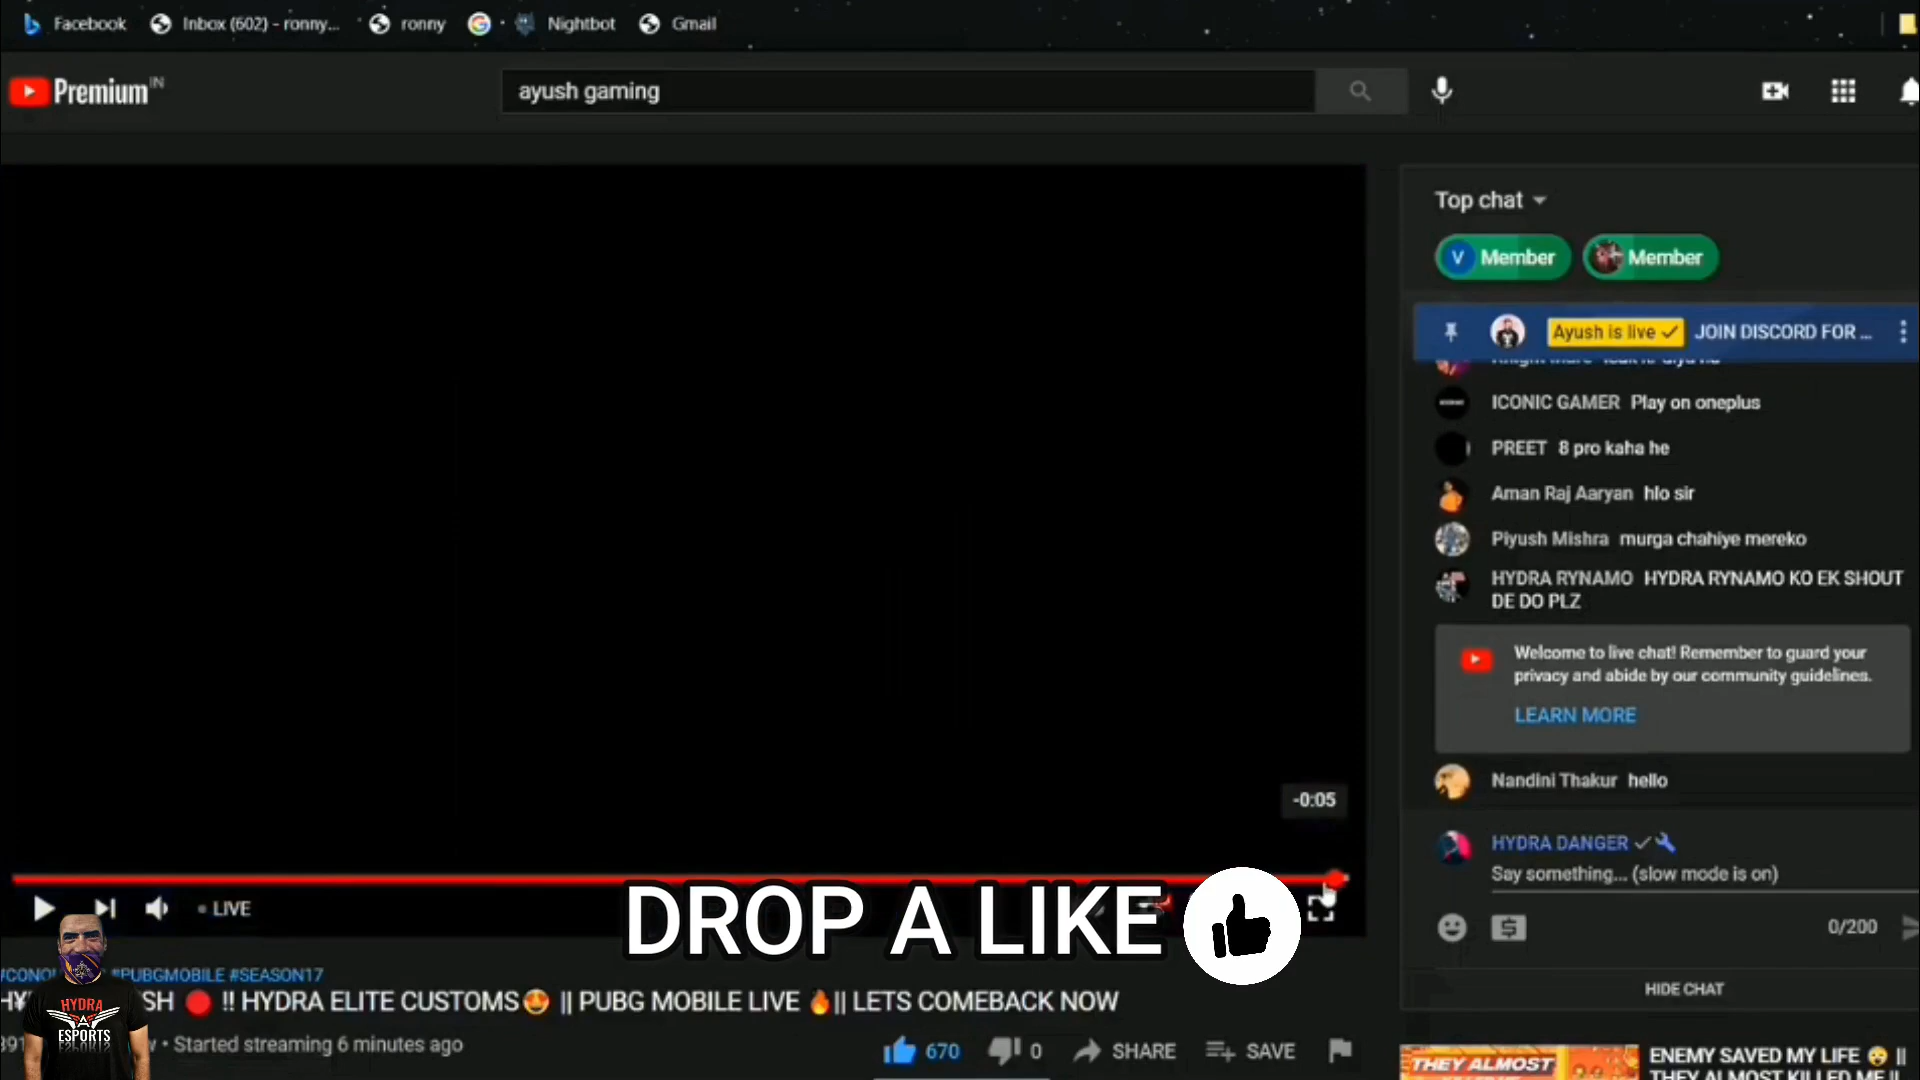 Facebook Inbox (602) - ronny... ronny Nightbot Gmail
Premium IN
ayush gaming
Top chat
V Member Member
Ayush is live JOIN DISCORD FOR ...
ICONIC GAMER Play on oneplus
PREET 8 pro kaha he
Aman Raj Aaryan hlo sir
Piyush Mishra murga chahiye mereko
HYDRA RYNAMO HYDRA RYNAMO KO EK SHOUT
DE DO PLZ
Welcome to live chat! Remember to guard your
privacy and abide by our community guidelines.
LEARN MORE
Nandini Thakur hello
HYDRA DANGER
Say something... (slow mode is on)
0/200
HIDE CHAT
-0:05
LIVE
DROP A LIKE
#PUBGMOBILE #SEASON17
!! HYDRA ELITE CUSTOMS🤩 || PUBG MOBILE LIVE 🔥|| LETS COMEBACK NOW
• Started streaming 6 minutes ago
670 0 SHARE SAVE
HYDRA
ESPORTS
THEY ALMOST
ENEMY SAVED MY LIFE 😲 ||
THEY ALMOST KILLED ME ||